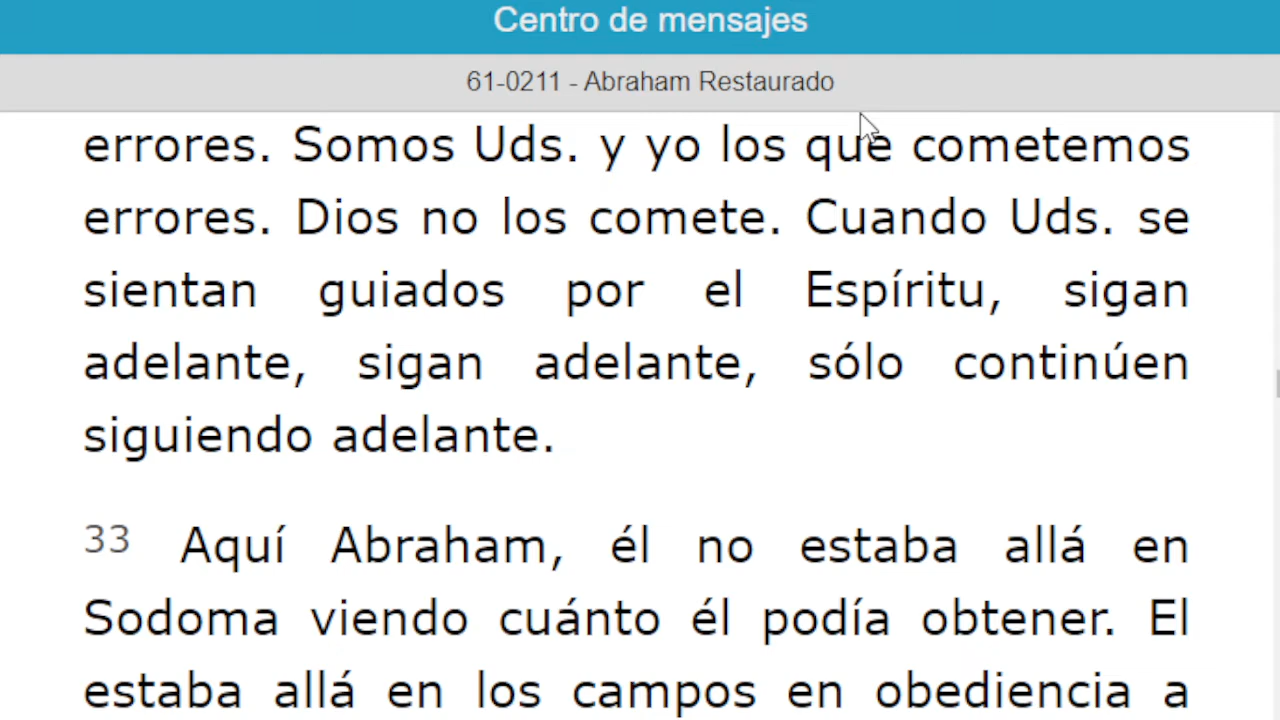 Centro de mensajes
61-0211 - Abraham Restaurado
errores. Somos Uds. y yo los que cometemos
errores. Dios no los comete. Cuando Uds. se
sientan guiados por el Espíritu, sigan
adelante, sigan adelante, sólo continúen
siguiendo adelante.
33 Aquí Abraham, él no estaba allá en
Sodoma viendo cuánto él podía obtener. El
estaba allá en los campos en obediencia a